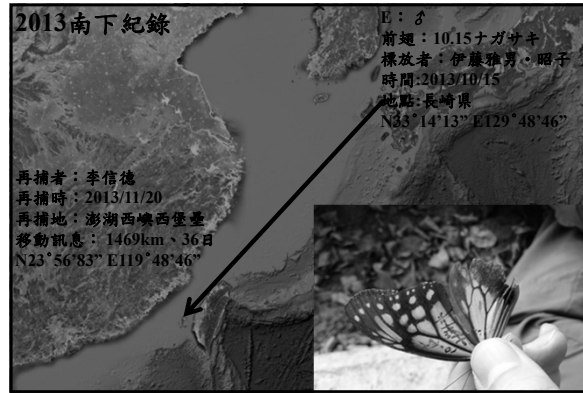 2013南下紀錄
E：♂
前翅：10.15ナガサキ
標放者：伊藤雅男・昭子
時間:2013/10/15
地點:長崎県
N33°14'13” E129°48'46”
再捕者：李信德
再捕時：2013/11/20
再捕地：澎湖西嶼西堡壘
移動訊息： 1469km、36日
N23°56'83” E119°48'46”